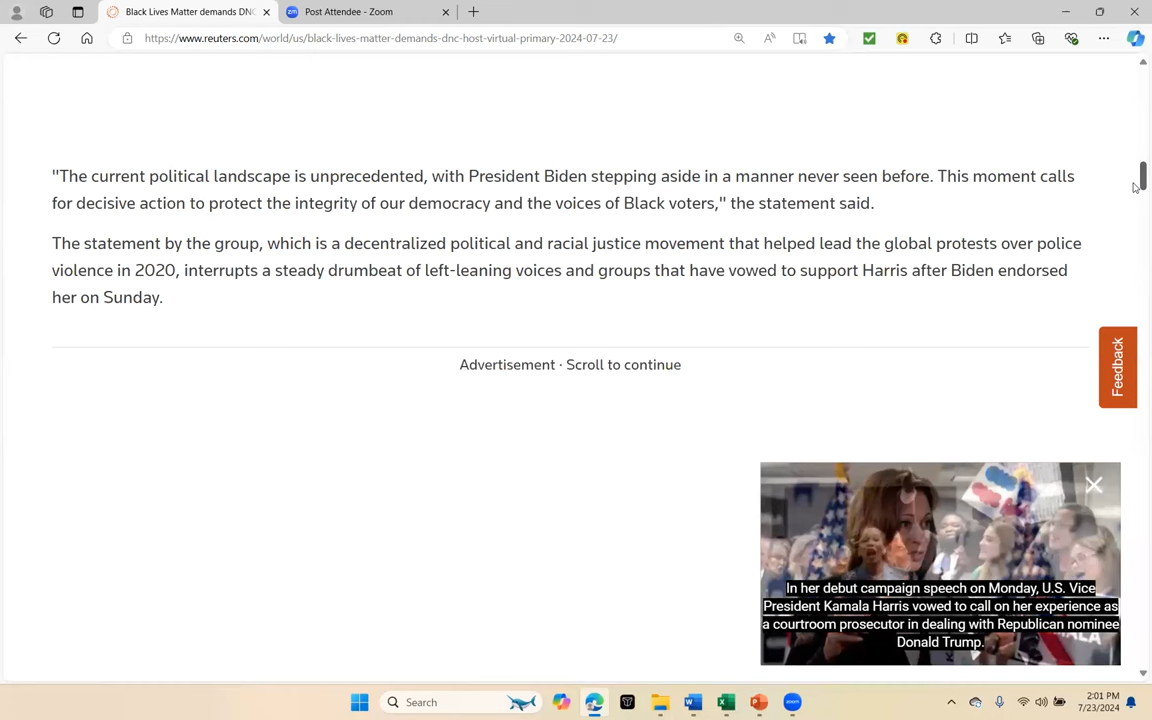 Black Lives Matter demands DNC
Post Attendee - Zoom
https://www.reuters.com/world/us/black-lives-matter-demands-dnc-host-virtual-primary-2024-07-23/
"The current political landscape is unprecedented, with President Biden stepping aside in a manner never seen before. This moment calls
for decisive action to protect the integrity of our democracy and the voices of Black voters," the statement said.
The statement by the group, which is a decentralized political and racial justice movement that helped lead the global protests over police
violence in 2020, interrupts a steady drumbeat of left-leaning voices and groups that have vowed to support Harris after Biden endorsed
her on Sunday.
Advertisement · Scroll to continue
Feedback
In her debut campaign speech on Monday, U.S. Vice
President Kamala Harris vowed to call on her experience as
a courtroom prosecutor in dealing with Republican nominee
Donald Trump.
Search
2:01 PM
7/23/2024